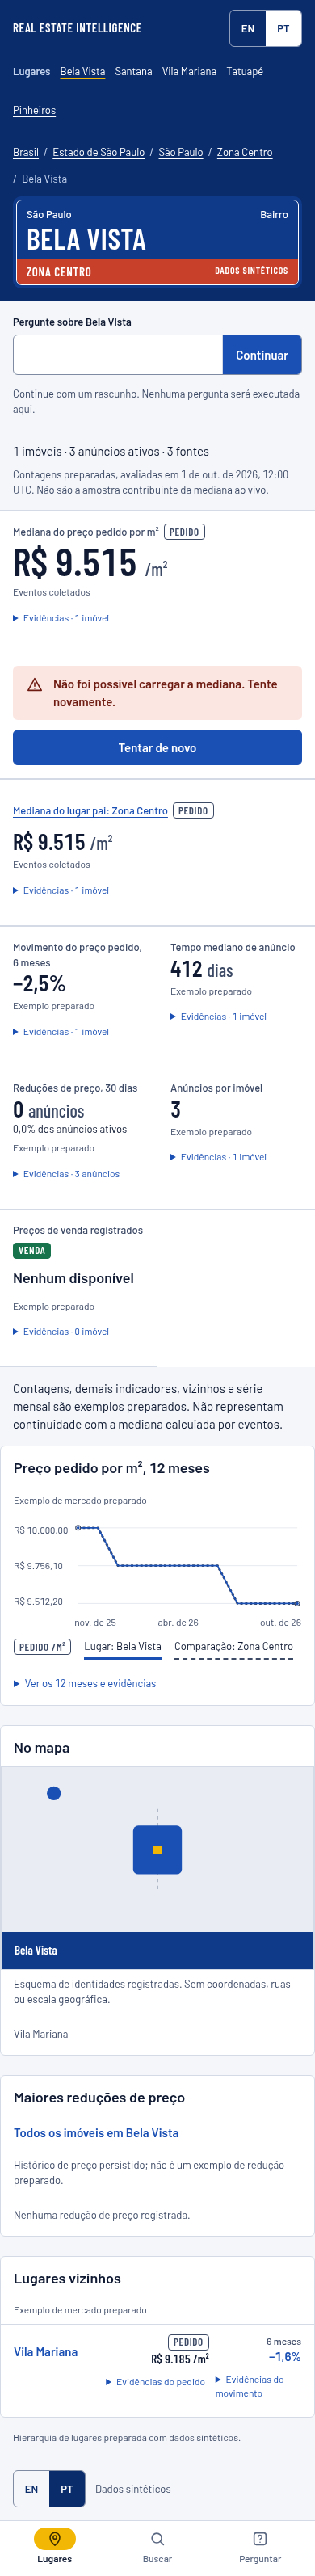 REAL ESTATE INTELLIGENCE
EN PT
Lugares Bela Vista Santana Vila Mariana Tatuapé
Pinheiros
Brasil / Estado de São Paulo / São Paulo / Zona Centro
/ Bela Vista
São Paulo Bairro
BELA VISTA
ZONA CENTRO DADOS SINTÉTICOS
Pergunte sobre Bela Vista
Continuar
Continue com um rascunho. Nenhuma pergunta será executada
aqui.
1 imóveis · 3 anúncios ativos · 3 fontes
Contagens preparadas, avaliadas em 1 de out. de 2026, 12:00
UTC. Não são a amostra contribuinte da mediana ao vivo.
Mediana do preço pedido por m² PEDIDO
R$ 9.515 /m²
Eventos coletados
Evidências · 1 imóvel
Não foi possível carregar a mediana. Tente
novamente.
Tentar de novo
Mediana do lugar pai: Zona Centro PEDIDO
R$ 9.515 /m²
Eventos coletados
Evidências · 1 imóvel
Movimento do preço pedido,
6 meses
−2,5%
Exemplo preparado
Evidências · 1 imóvel
Tempo mediano de anúncio
412 dias
Exemplo preparado
Evidências · 1 imóvel
Reduções de preço, 30 dias
0 anúncios
0,0% dos anúncios ativos
Exemplo preparado
Evidências · 3 anúncios
Anúncios por imóvel
3
Exemplo preparado
Evidências · 1 imóvel
Preços de venda registrados
VENDA
Nenhum disponível
Exemplo preparado
Evidências · 0 imóvel
Contagens, demais indicadores, vizinhos e série
mensal são exemplos preparados. Não representam
continuidade com a mediana calculada por eventos.
Preço pedido por m², 12 meses
Exemplo de mercado preparado
R$ 10.000,00
R$ 9.756,10
R$ 9.512,20
nov. de 25 abr. de 26 out. de 26
PEDIDO /M² Lugar: Bela Vista Comparação: Zona Centro
Ver os 12 meses e evidências
No mapa
Bela Vista
Esquema de identidades registradas. Sem coordenadas, ruas
ou escala geográfica.
Vila Mariana
Maiores reduções de preço
Todos os imóveis em Bela Vista
Histórico de preço persistido; não é um exemplo de redução
preparado.
Nenhuma redução de preço registrada.
Lugares vizinhos
Exemplo de mercado preparado
Vila Mariana
PEDIDO
R$ 9.185 /m²
Evidências do pedido
6 meses
−1,6%
Evidências do
movimento
Hierarquia de lugares preparada com dados sintéticos.
EN PT Dados sintéticos
Lugares Buscar Perguntar